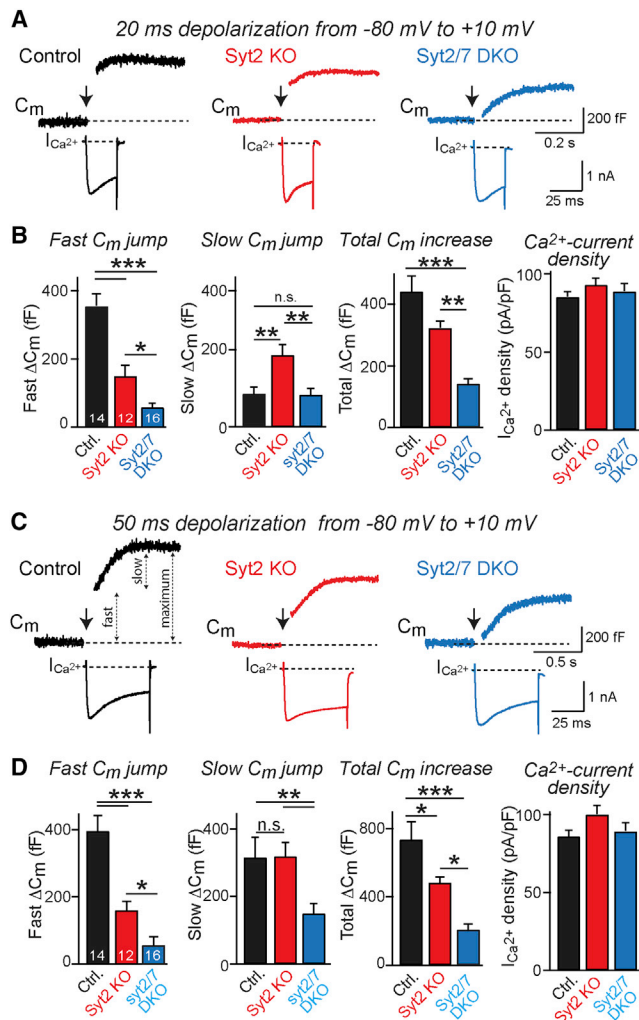 A
20 ms depolarization from -80 mV to +10 mV
Control
Syt2 KO
Syt2/7 DKO
Cm
Cm
200 fF
0.2 s
ICa2+
ICa2+
ICa2+
1 nA
25 ms
B
Fast Cm jump
Slow Cm jump
Total Cm increase
Ca2+-current
density
***
*
n.s.
**
**
***
**
Fast ΔCm (fF)
400
200
0
14
12
16
Ctrl.
Syt2 KO
Syt2/7
DKO
Slow ΔCm (fF)
400
200
0
Ctrl.
Syt2 KO
syt2/7
DKO
Total ΔCm (fF)
400
200
0
Ctrl.
Syt2 KO
Syt2/7
DKO
ICa2+ density (pA/pF)
100
50
0
Ctrl.
Syt2 KO
Syt2/7
DKO
C
50 ms depolarization from -80 mV to +10 mV
Control
Syt2 KO
Syt2/7 DKO
fast
slow
maximum
Cm
Cm
200 fF
0.5 s
ICa2+
ICa2+
ICa2+
1 nA
25 ms
D
Fast Cm jump
Slow Cm jump
Total Cm increase
Ca2+-current
density
***
*
**
n.s.
***
*
*
Fast ΔCm (fF)
400
200
0
14
12
16
Ctrl.
Syt2 KO
syt2/7
DKO
Slow ΔCm (fF)
400
200
0
Ctrl.
Syt2 KO
syt2/7
DKO
Total ΔCm (fF)
800
400
0
Ctrl.
Syt2 KO
syt2/7
DKO
ICa2+ density (pA/pF)
100
50
0
Ctrl.
Syt2 KO
Syt2/7
DKO